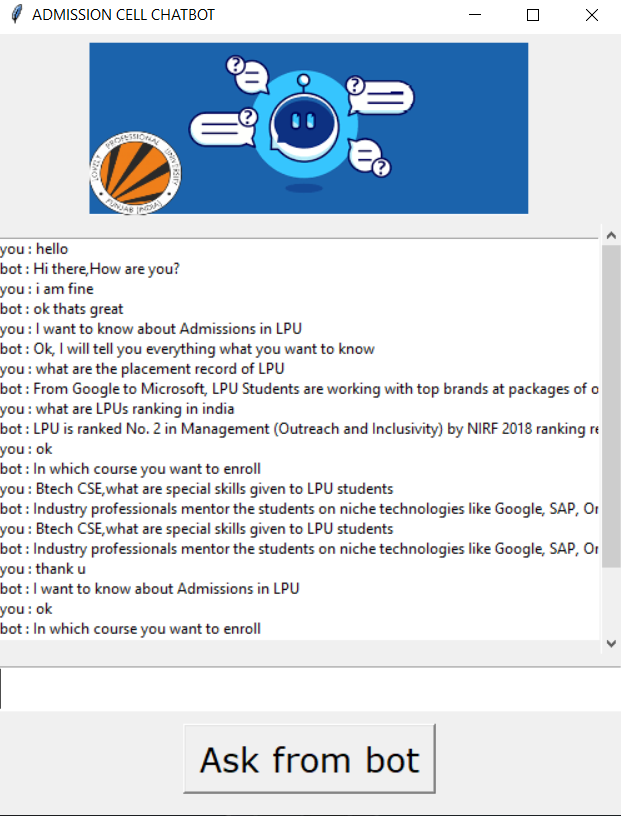 ADMISSION CELL CHATBOT
?
?
?
?
LOVELY PROFESSIONAL UNIVERSITY
PUNJAB (INDIA)
you : hello
bot : Hi there,How are you?
you : i am fine
bot : ok thats great
you : I want to know about Admissions in LPU
bot : Ok, I will tell you everything what you want to know
you : what are the placement record of LPU
bot : From Google to Microsoft, LPU Students are working with top brands at packages of o
you : what are LPUs ranking in india
bot : LPU is ranked No. 2 in Management (Outreach and Inclusivity) by NIRF 2018 ranking re
you : ok
bot : In which course you want to enroll
you : Btech CSE,what are special skills given to LPU students
bot : Industry professionals mentor the students on niche technologies like Google, SAP, Or
you : Btech CSE,what are special skills given to LPU students
bot : Industry professionals mentor the students on niche technologies like Google, SAP, Or
you : thank u
bot : I want to know about Admissions in LPU
you : ok
bot : In which course you want to enroll
Ask from bot